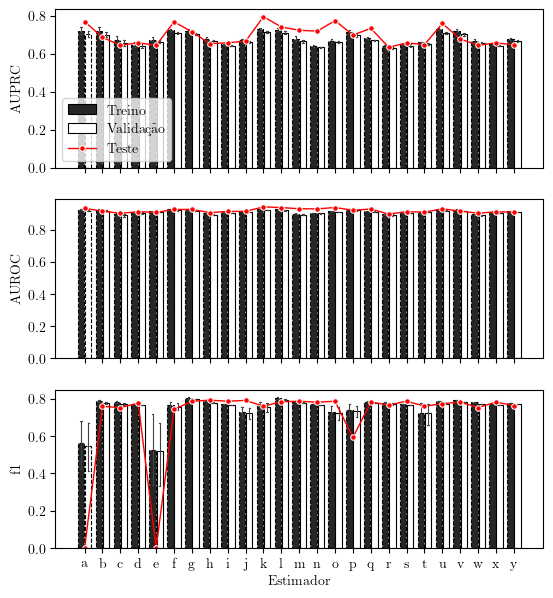 0.8
0.6
0.4
0.2
0.0
AUPRC
Treino
Validação
Teste
0.8
0.6
0.4
0.2
0.0
AUROC
0.8
0.6
0.4
0.2
0.0
f1
a b c d e f g h i j k l m n o p q r s t u v w x y
Estimador